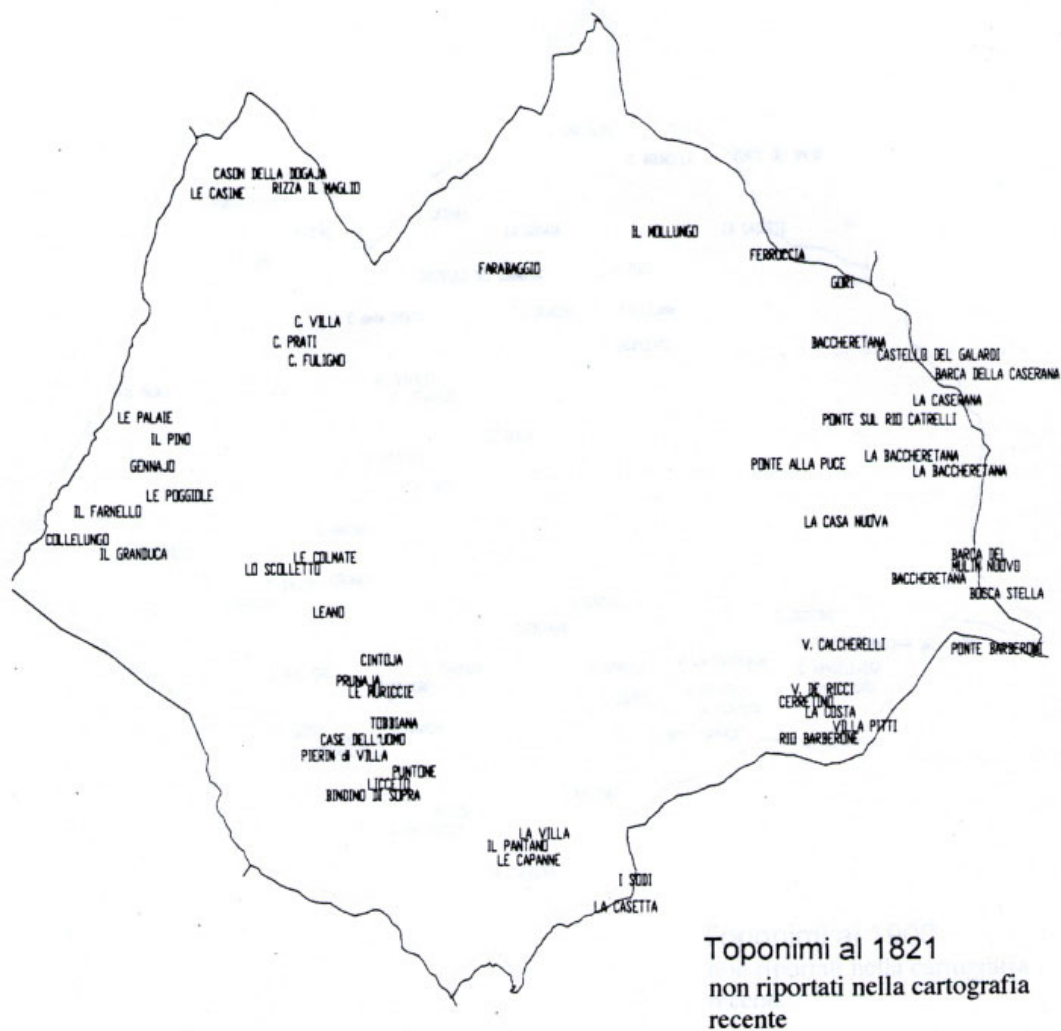 CASON DELLA DOGAJA
LE CASINE
RIZZA IL MAGLIO
IL MOLLUNGO
FERRUCCIA
FARABAGGIO
GORI
C. VILLA
C. PRATI
C. FULIGNO
BACCHERETANA
CASTELLO DEL GALARDI
BARCA DELLA CASERANA
LA CASERANA
LE PALAIE
PONTE SUL RIO CATRELLI
IL PINO
GENNAJO
LA BACCHERETANA
PONTE ALLA PUCE
LA BACCHERETANA
LE POGGIOLE
IL FARNELLO
LA CASA NUOVA
COLLELUNGO
IL GRANDUCA
LE COLMATE
LO SCOLLETTO
BARCA DEL
MULIN NUOVO
BACCHERETANA
BOSCA STELLA
LEANO
V. CALCHERELLI
PONTE BARBERONI
CINTOJA
PRUNAJA
LE MURICCIE
V. DE RICCI
CERRETINO
LA COSTA
TOBBIANA
VILLA PITTI
CASE DELL'UOMO
RIO BARBERONE
PIERIN di VILLA
PUNTONE
LICCETO
BINDINO DI SOPRA
LA VILLA
IL PANTANO
LE CAPANNE
I SODI
LA CASETTA
Toponimi al 1821
non riportati nella cartografia
recente